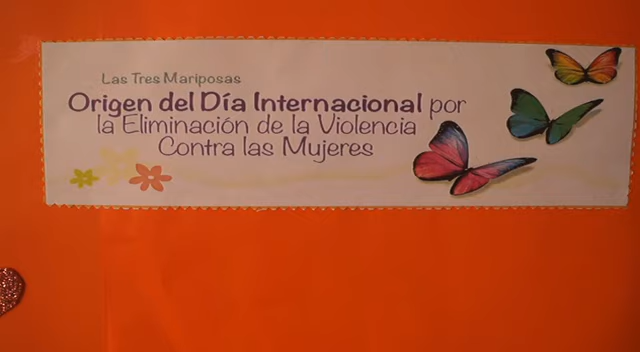 Las Tres Mariposas
Origen del Día Internacional por
la Eliminación de la Violencia
Contra las Mujeres